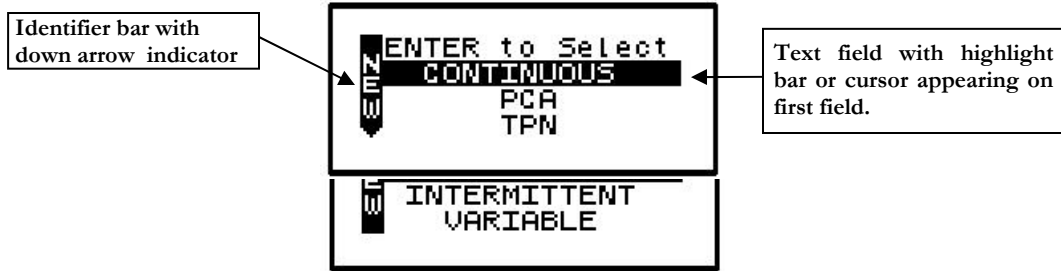 Identifier bar with
down arrow indicator
NEW
ENTER to Select
CONTINUOUS
PCA
TPN
Text field with highlight
bar or cursor appearing on
first field.
INTERMITTENT
VARIABLE